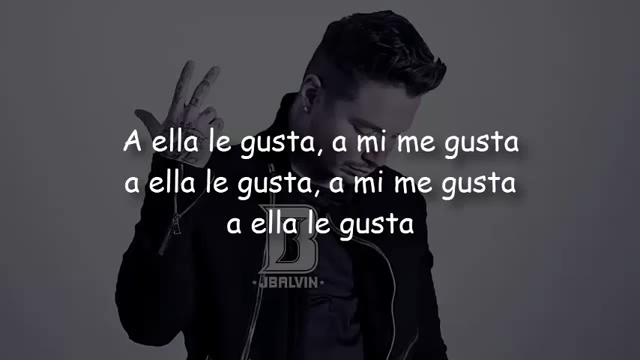 A ella le gusta, a mi me gusta
a ella le gusta, a mi me gusta
a ella le gusta
B
·JBALVIN·